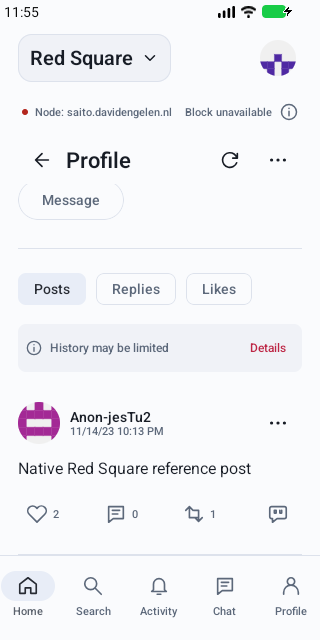 11:55
Red Square
Node: saito.davidengelen.nl Block unavailable
Profile
Message
Posts Replies Likes
History may be limited Details
Anon-jesTu2
11/14/23 10:13 PM
Native Red Square reference post
2 0 1
Home Search Activity Chat Profile